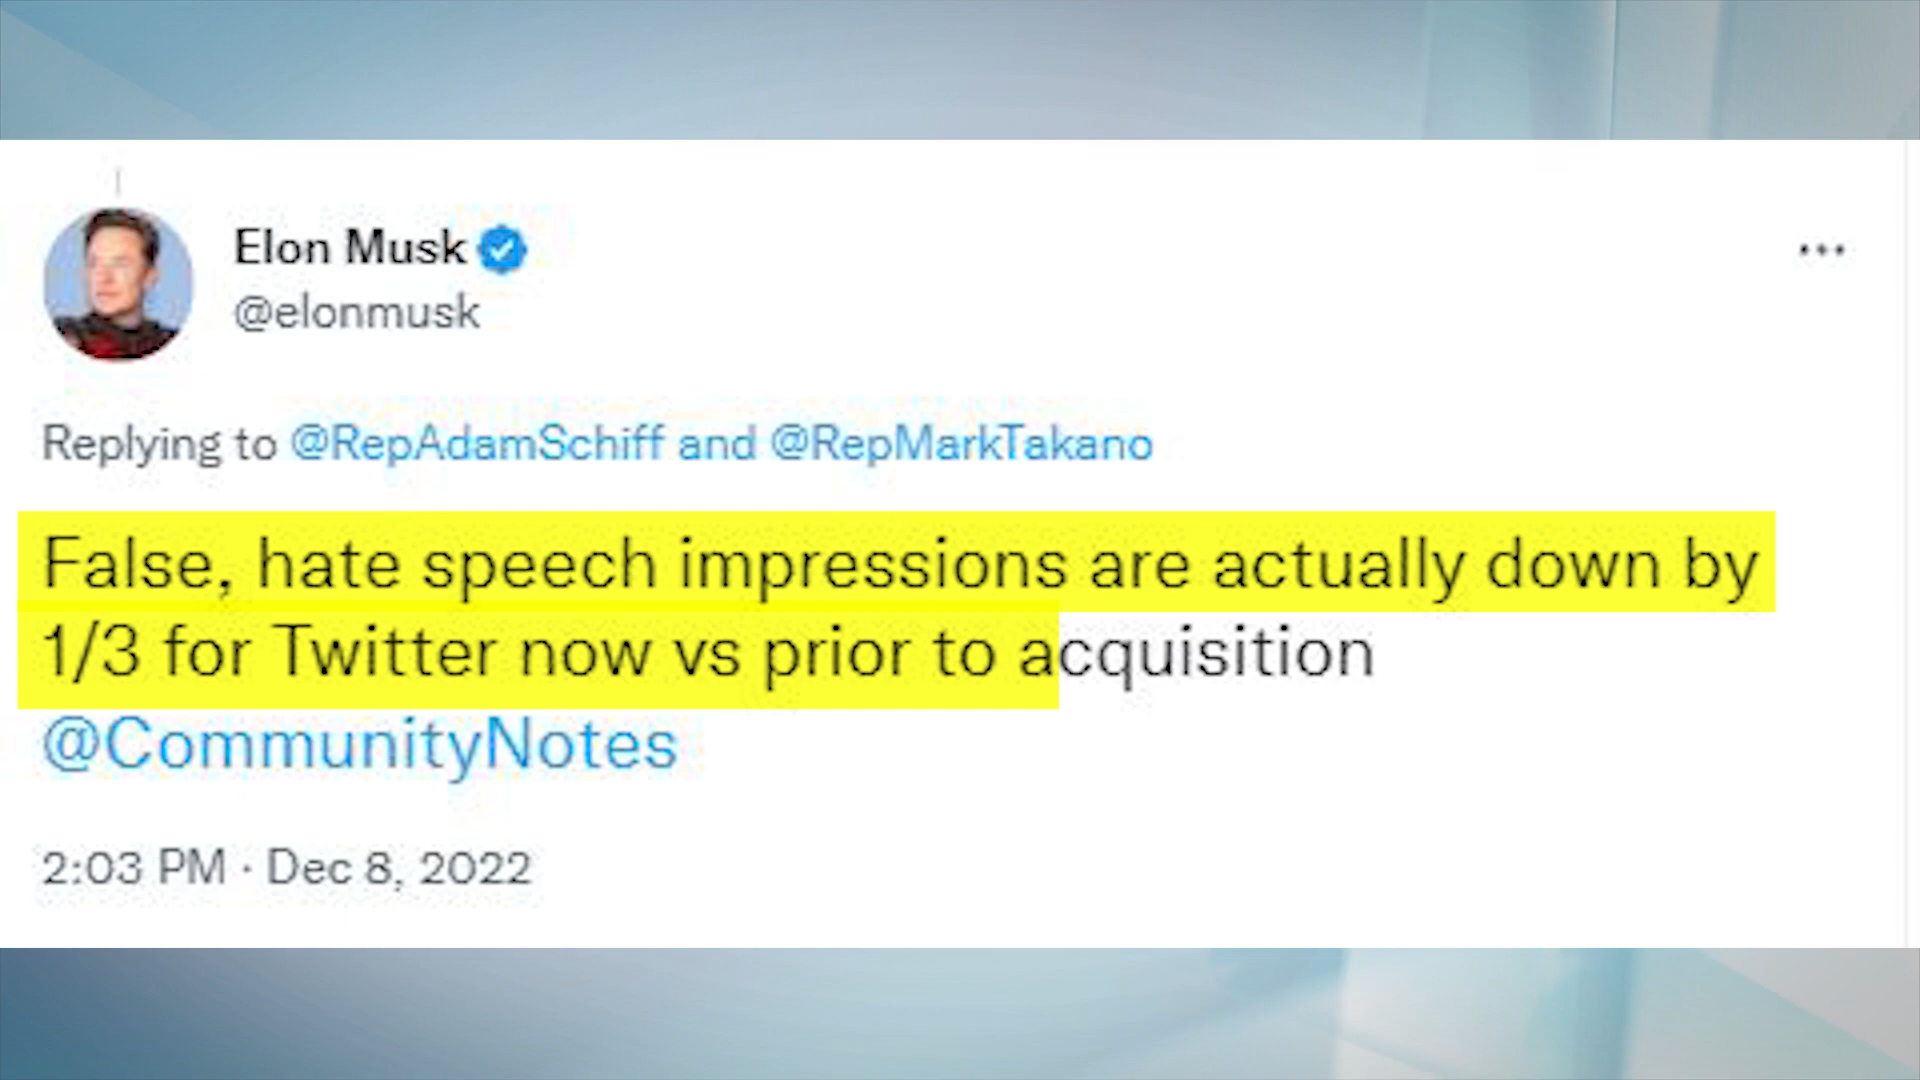 Elon Musk
@elonmusk
Replying to @RepAdamSchiff and @RepMarkTakano
False, hate speech impressions are actually down by
1/3 for Twitter now vs prior to acquisition
@CommunityNotes
2:03 PM · Dec 8, 2022